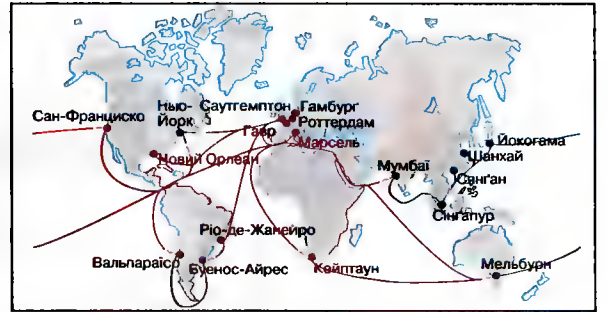 Сан-Франциско
Нью-
Йорк
Саутгемптон
Гамбург
Роттердам
Гавр
Марсель
Новий Орлеан
Йокогама
Шанхай
Мумбаї
Сянган
Сінгапур
Ріо-де-Жанейро
Вальпараїсо
Буенос-Айрес
Кейптаун
Мельбурн